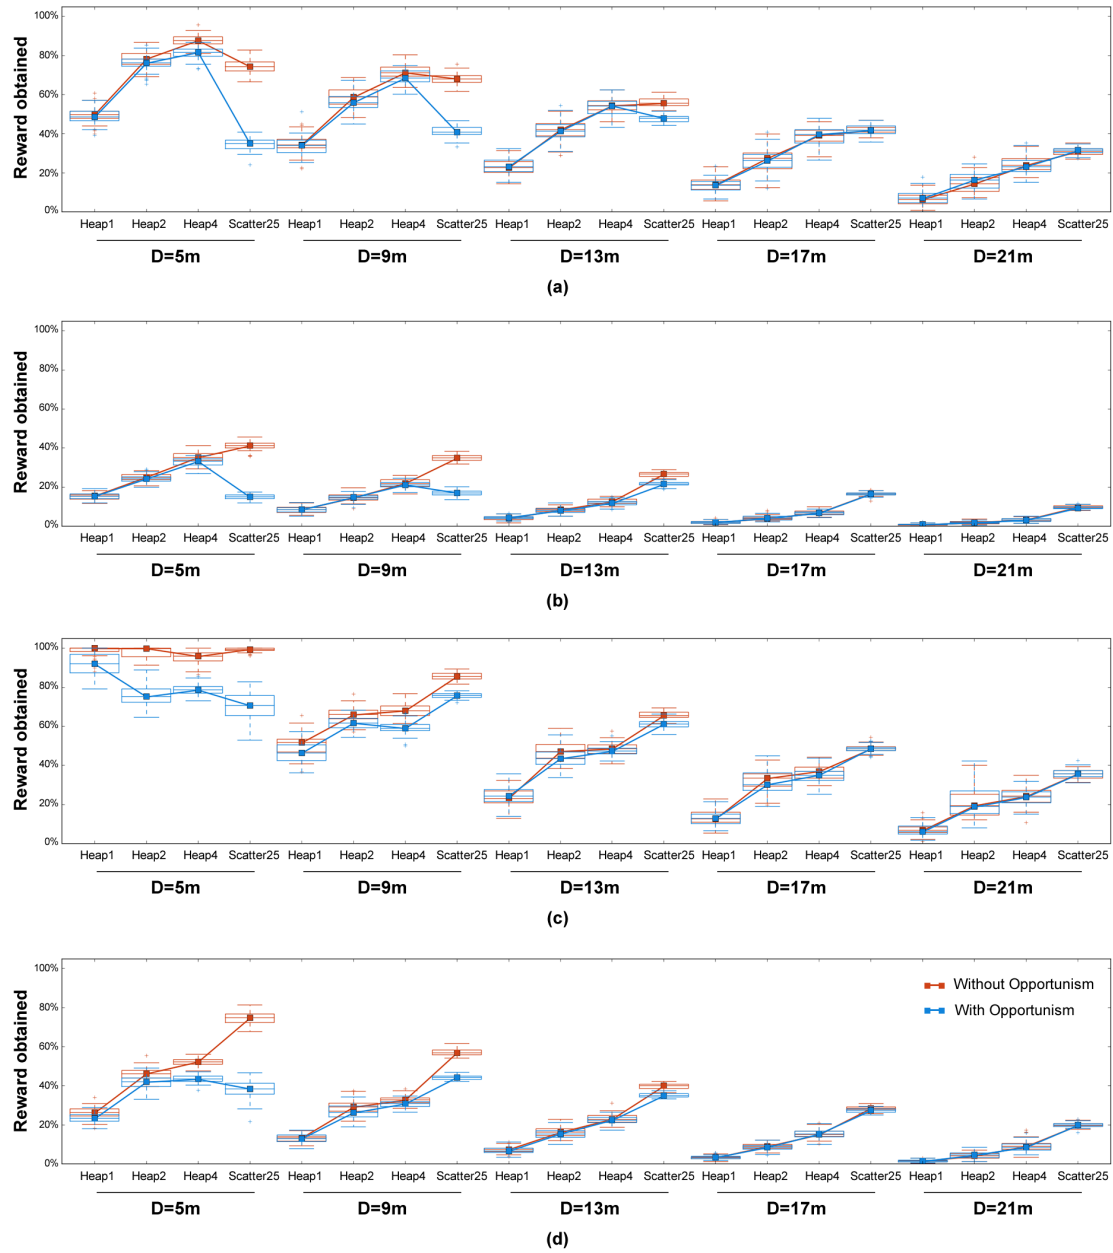 Reward obtained
100%
80%
60%
40%
20%
0%
Heap1 Heap2 Heap4 Scatter25 Heap1 Heap2 Heap4 Scatter25 Heap1 Heap2 Heap4 Scatter25 Heap1 Heap2 Heap4 Scatter25 Heap1 Heap2 Heap4 Scatter25
D=5m D=9m D=13m D=17m D=21m
(a)
Reward obtained
100%
80%
60%
40%
20%
0%
Heap1 Heap2 Heap4 Scatter25 Heap1 Heap2 Heap4 Scatter25 Heap1 Heap2 Heap4 Scatter25 Heap1 Heap2 Heap4 Scatter25 Heap1 Heap2 Heap4 Scatter25
D=5m D=9m D=13m D=17m D=21m
(b)
Reward obtained
100%
80%
60%
40%
20%
0%
Heap1 Heap2 Heap4 Scatter25 Heap1 Heap2 Heap4 Scatter25 Heap1 Heap2 Heap4 Scatter25 Heap1 Heap2 Heap4 Scatter25 Heap1 Heap2 Heap4 Scatter25
D=5m D=9m D=13m D=17m D=21m
(c)
Reward obtained
100%
80%
60%
40%
20%
0%
Without Opportunism
With Opportunism
Heap1 Heap2 Heap4 Scatter25 Heap1 Heap2 Heap4 Scatter25 Heap1 Heap2 Heap4 Scatter25 Heap1 Heap2 Heap4 Scatter25 Heap1 Heap2 Heap4 Scatter25
D=5m D=9m D=13m D=17m D=21m
(d)